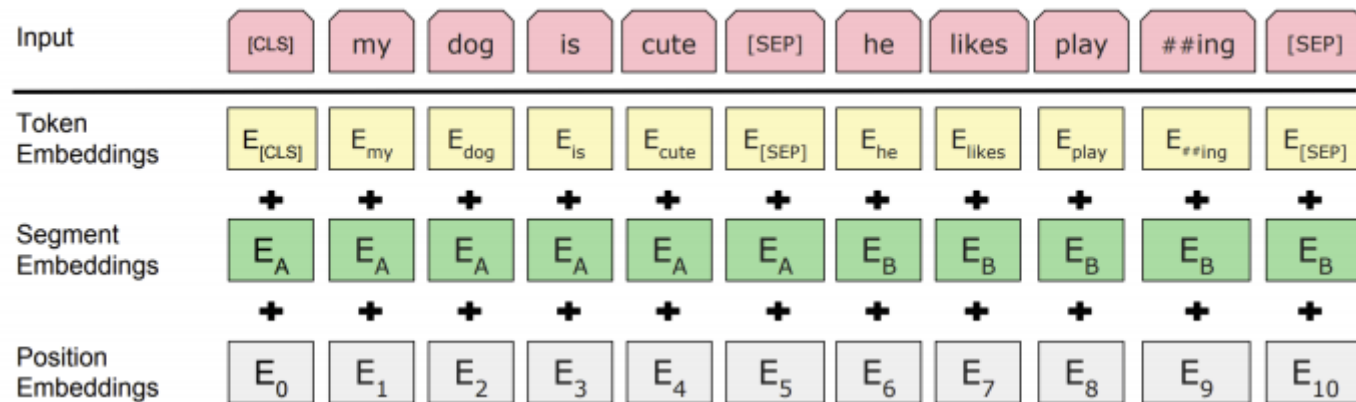 Input [CLS] my dog is cute [SEP] he likes play ##ing [SEP]
Token Embeddings E[CLS] Emy Edog Eis Ecute E[SEP] Ehe Elikes Eplay E##ing E[SEP]
+ + + + + + + + + + +
Segment Embeddings EA EA EA EA EA EA EB EB EB EB EB
+ + + + + + + + + + +
Position Embeddings E0 E1 E2 E3 E4 E5 E6 E7 E8 E9 E10